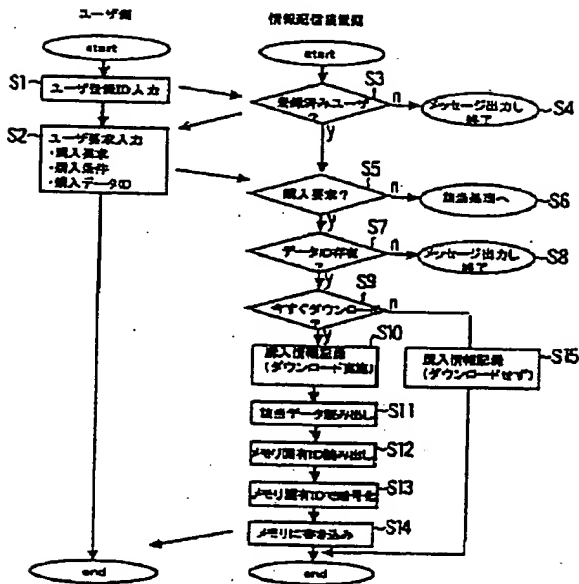 ユーザ側
情報配信装置側
start
start
S1
ユーザ登録ID入力
S3
登録済みユーザ
?
n
メッセージ出力し
終了
S4
y
S2
ユーザ要求入力
・購入要求
・購入条件
・購入データID
S5
購入要求?
n
該当処理へ
S6
y
S7
データID存在
?
n
メッセージ出力し
終了
S8
y
S9
今すぐダウンロード
?
n
y
S10
購入情報記録
(ダウンロード実施)
購入情報記録
(ダウンロードせず)
S15
該当データ読み出し
S11
メモリ固有ID読み出し
S12
メモリ固有IDで暗号化
S13
メモリに書き込み
S14
end
end